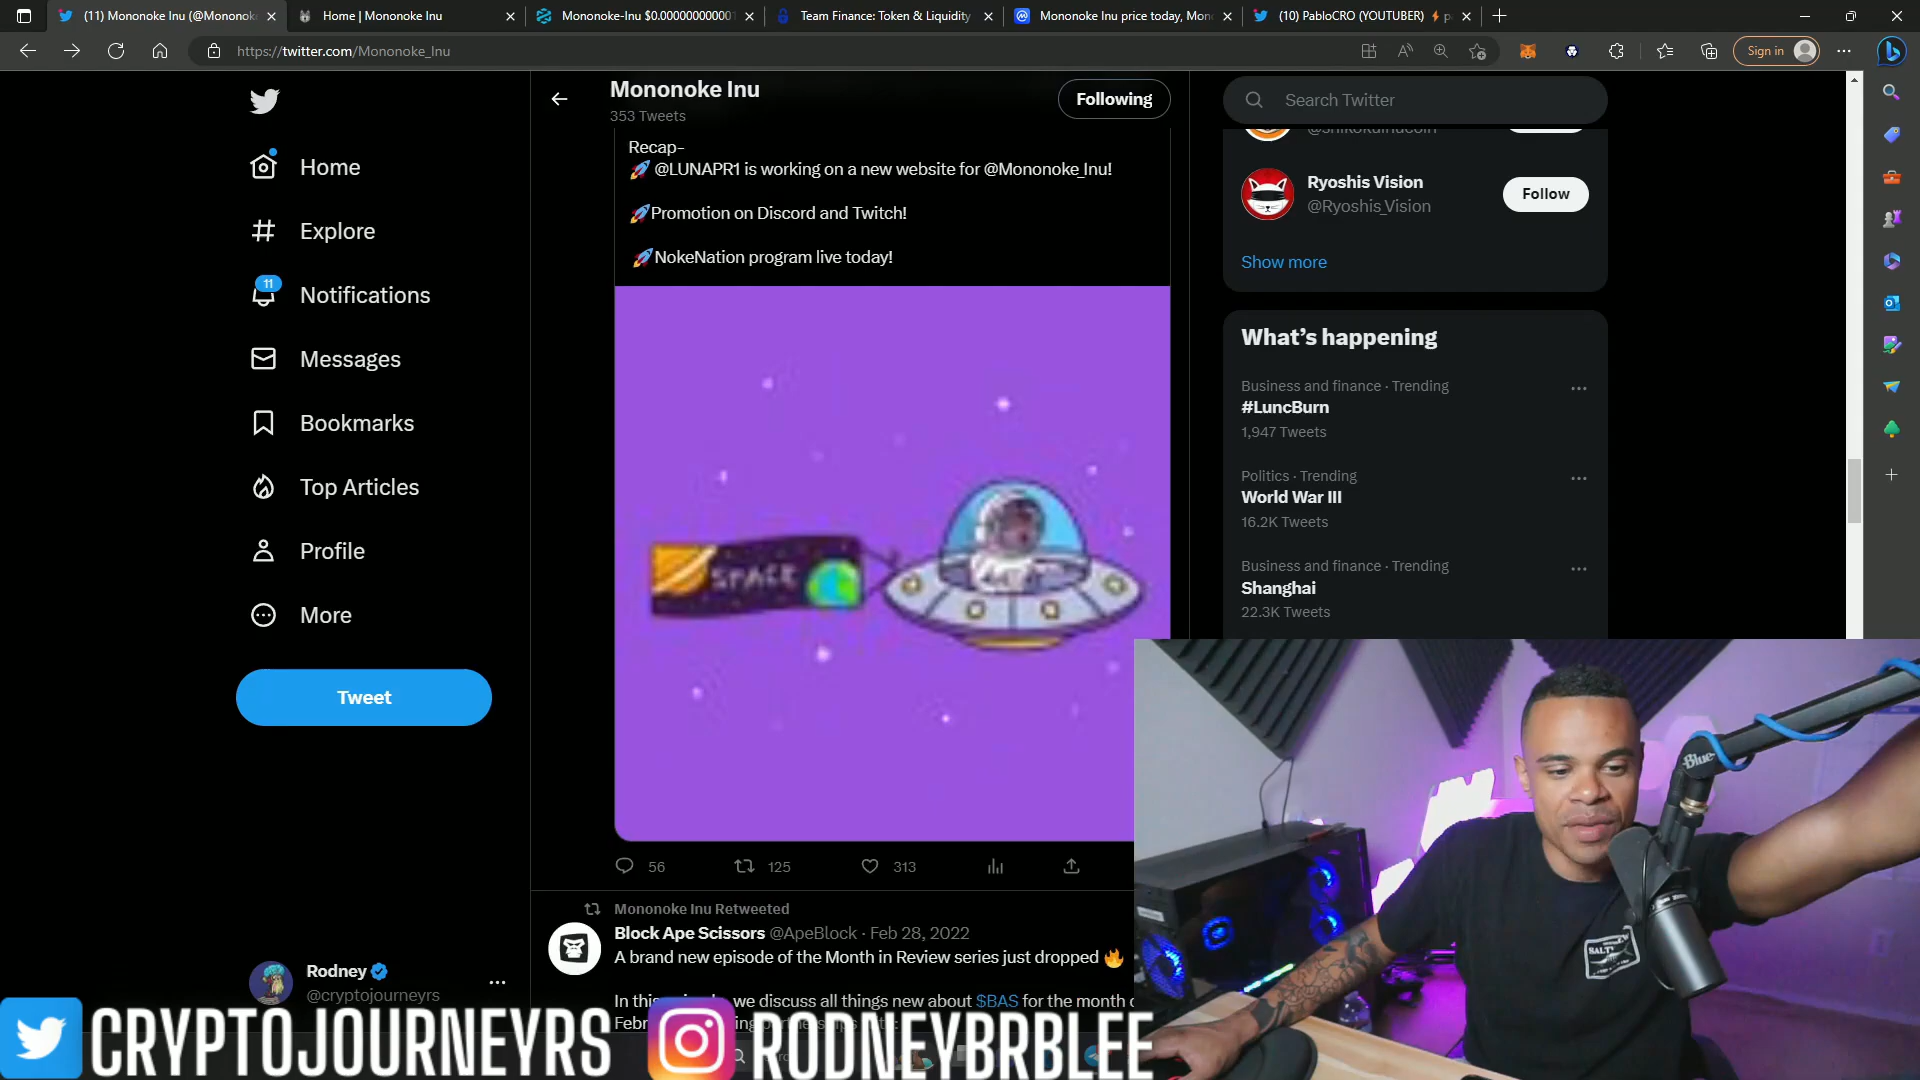 (11) Mononoke Inu (@Mononoke
Home | Mononoke Inu
Mononoke-Inu $0.000000000001
Team Finance: Token & Liquidity
Mononoke Inu price today, Mon
(10) PabloCRO (YOUTUBER)
https://twitter.com/Mononoke_Inu
Sign in
Mononoke Inu
353 Tweets
Following
Search Twitter
Home
Explore
11
Notifications
Messages
Bookmarks
Top Articles
Profile
More
Tweet
Recap-
🚀 @LUNAPR1 is working on a new website for @Mononoke_Inu!
🚀Promotion on Discord and Twitch!
🚀NokeNation program live today!
SPACE
56
125
313
Mononoke Inu Retweeted
Block Ape Scissors @ApeBlock · Feb 28, 2022
A brand new episode of the Month in Review series just dropped 🔥
we discuss all things new about $BAS for the month
@shikokuinucoin
Ryoshis Vision
@Ryoshis_Vision
Follow
Show more
What's happening
Business and finance · Trending
#LuncBurn
1,947 Tweets
Politics · Trending
World War III
16.2K Tweets
Business and finance · Trending
Shanghai
22.3K Tweets
Rodney
@cryptojourneyrs
Blue
SALTY
CRYPTOJOURNEYRS
RODNEYBRBLEE